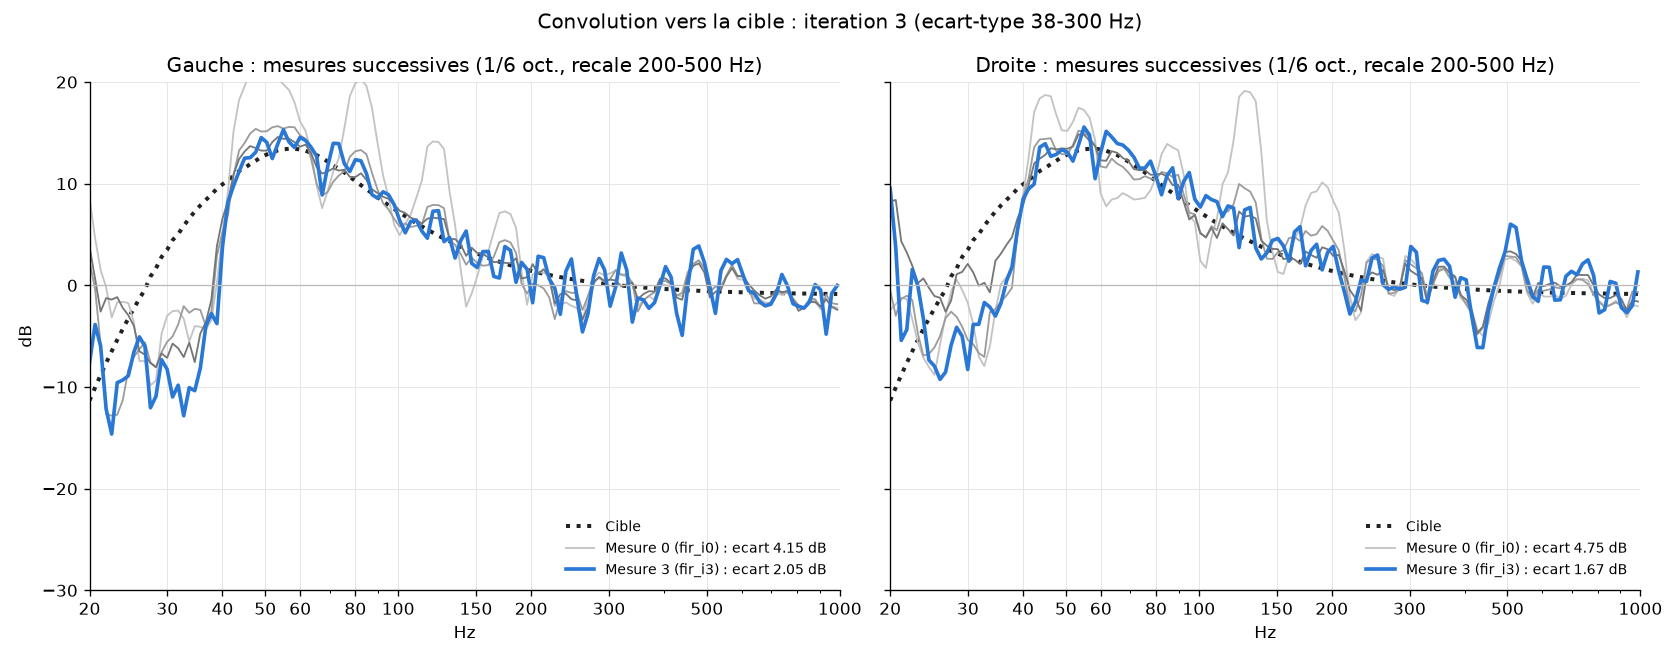 Convolution vers la cible : iteration 3 (ecart-type 38-300 Hz)
Gauche : mesures successives (1/6 oct., recale 200-500 Hz)
20
10
0
−10
−20
−30
dB
Cible
Mesure 0 (fir_i0) : ecart 4.15 dB
Mesure 3 (fir_i3) : ecart 2.05 dB
20 30 40 50 60 80 100 150 200 300 500 1000
Hz
Droite : mesures successives (1/6 oct., recale 200-500 Hz)
Cible
Mesure 0 (fir_i0) : ecart 4.75 dB
Mesure 3 (fir_i3) : ecart 1.67 dB
20 30 40 50 60 80 100 150 200 300 500 1000
Hz